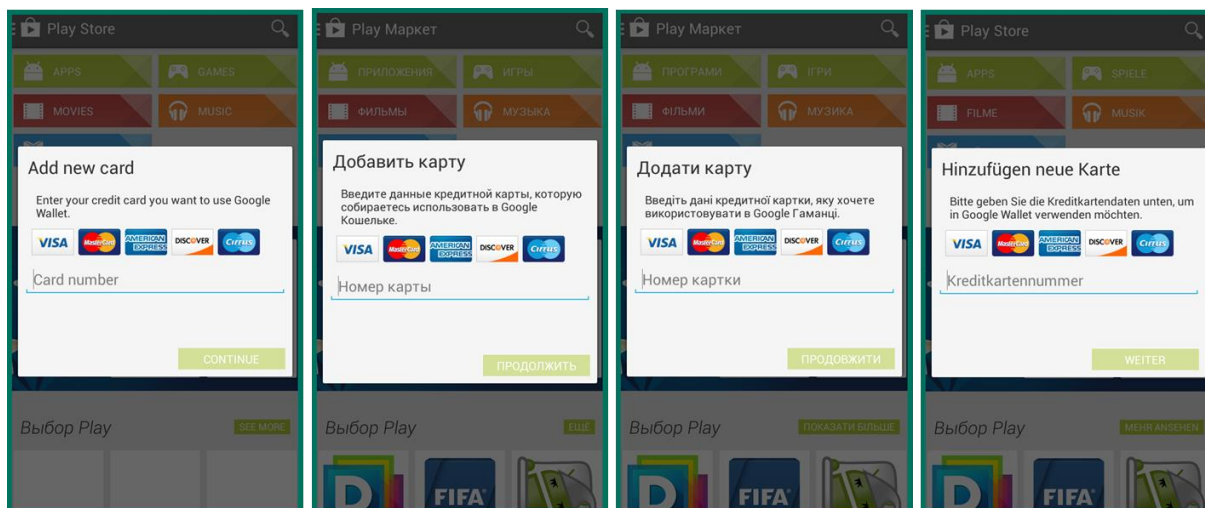 Play Store
APPS
GAMES
MOVIES
MUSIC
Add new card
Enter your credit card you want to use Google
Wallet.
VISA MasterCard AMERICAN EXPRESS DISCOVER Cirrus
Card number
CONTINUE
Выбор Play
SEE MORE
Play Маркет
ПРИЛОЖЕНИЯ
ИГРЫ
ФИЛЬМЫ
МУЗЫКА
Добавить карту
Введите данные кредитной карты, которую
собираетесь использовать в Google
Кошельке.
VISA MasterCard AMERICAN EXPRESS DISCOVER Cirrus
Номер карты
ПРОДОЛЖИТЬ
Выбор Play
ЕЩЕ
FIFA
Play Маркет
ПРОГРАМИ
ІГРИ
ФІЛЬМИ
МУЗИКА
Додати карту
Введіть дані кредитної картки, яку хочете
використовувати в Google Гаманці.
VISA MasterCard AMERICAN EXPRESS DISCOVER Cirrus
Номер картки
ПРОДОВЖИТИ
Выбор Play
ПОКАЗАТИ БІЛЬШЕ
D FIFA
Play Store
APPS
SPIELE
FILME
MUSIK
Hinzufügen neue Karte
Bitte geben Sie die Kreditkartendaten unten, um
in Google Wallet verwenden möchten.
VISA MasterCard AMERICAN EXPRESS DISCOVER Cirrus
Kreditkartennummer
WEITER
Выбор Play
MEHR ANSEHEN
D FIFA